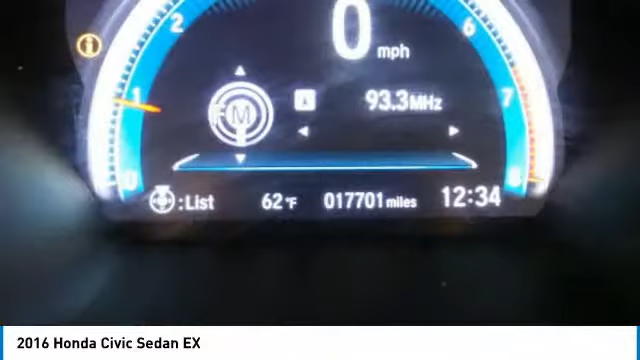 2 0 6
mph
1 93.3MHz 7
0 :List 62°F 017701 miles 12:34 8
2016 Honda Civic Sedan EX